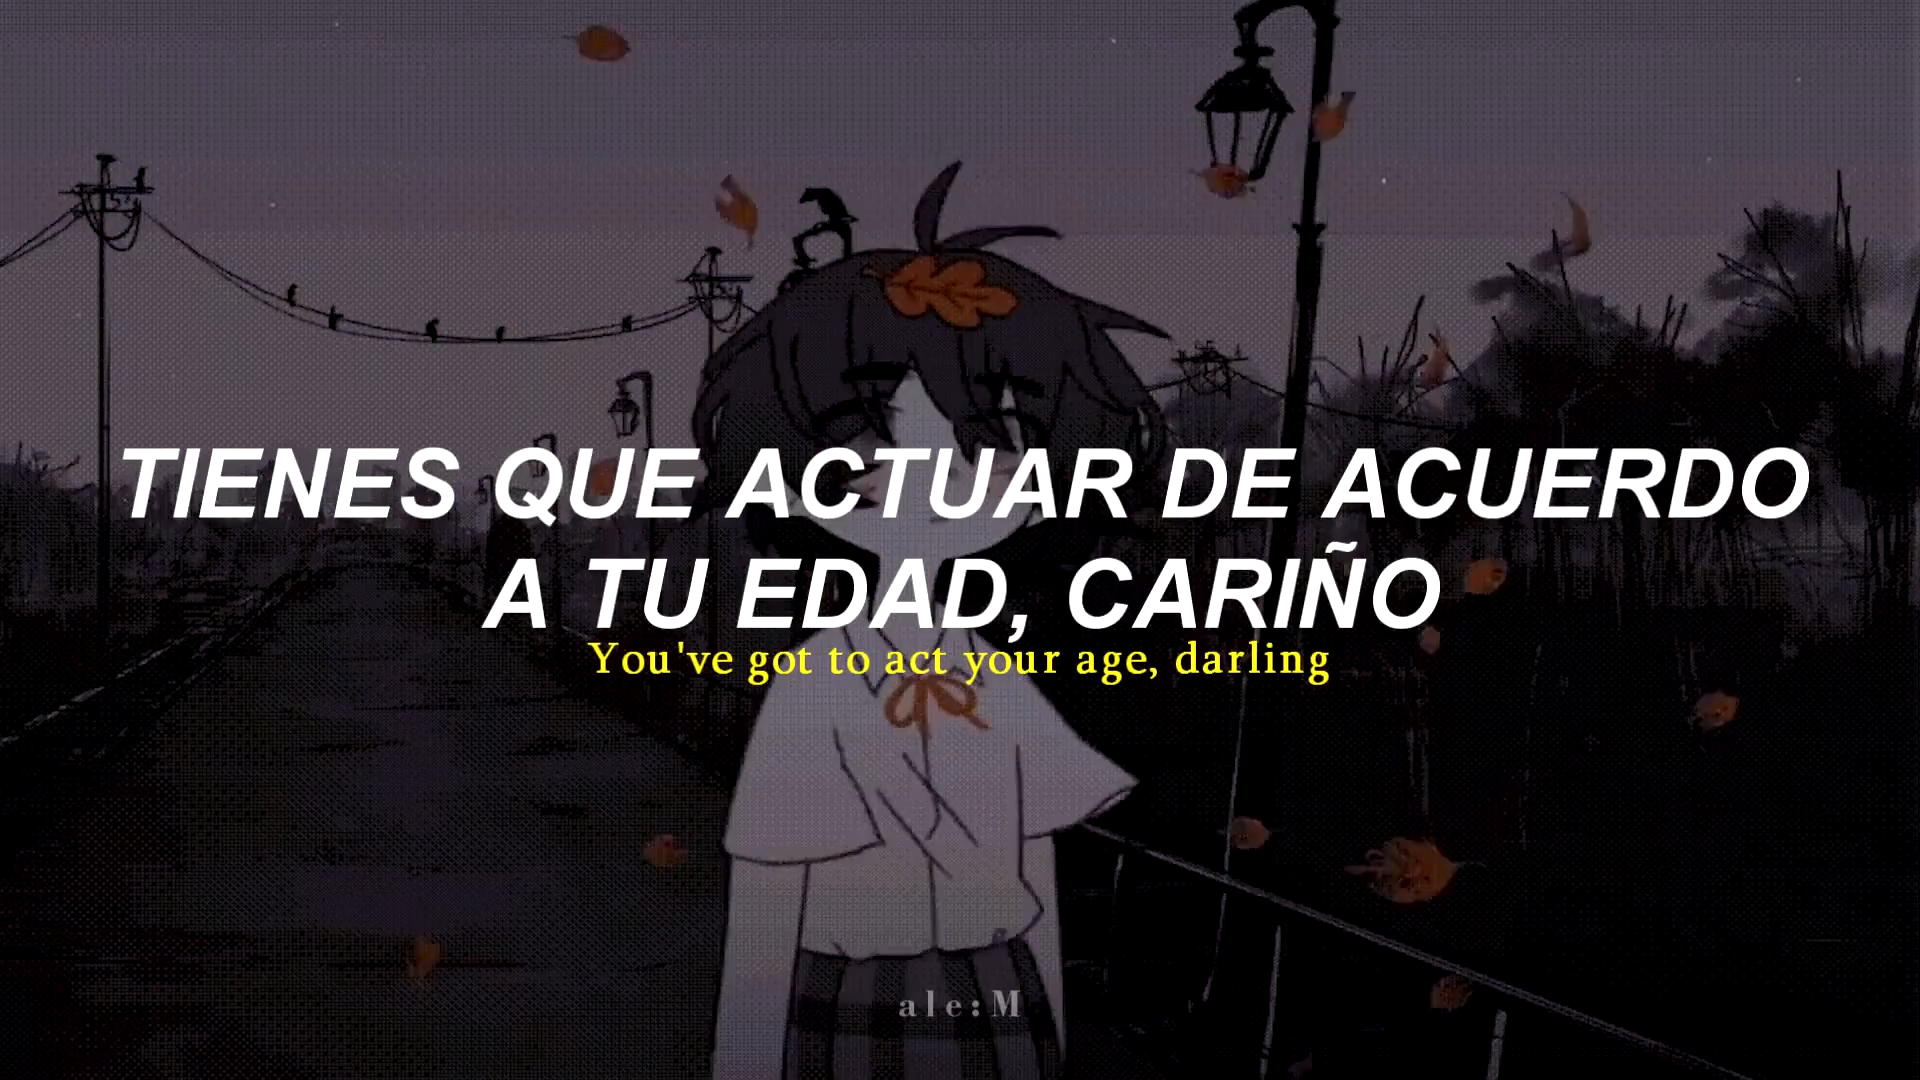 TIENES QUE ACTUAR DE ACUERDO
A TU EDAD, CARIÑO
You've got to act your age, darling
ale:M